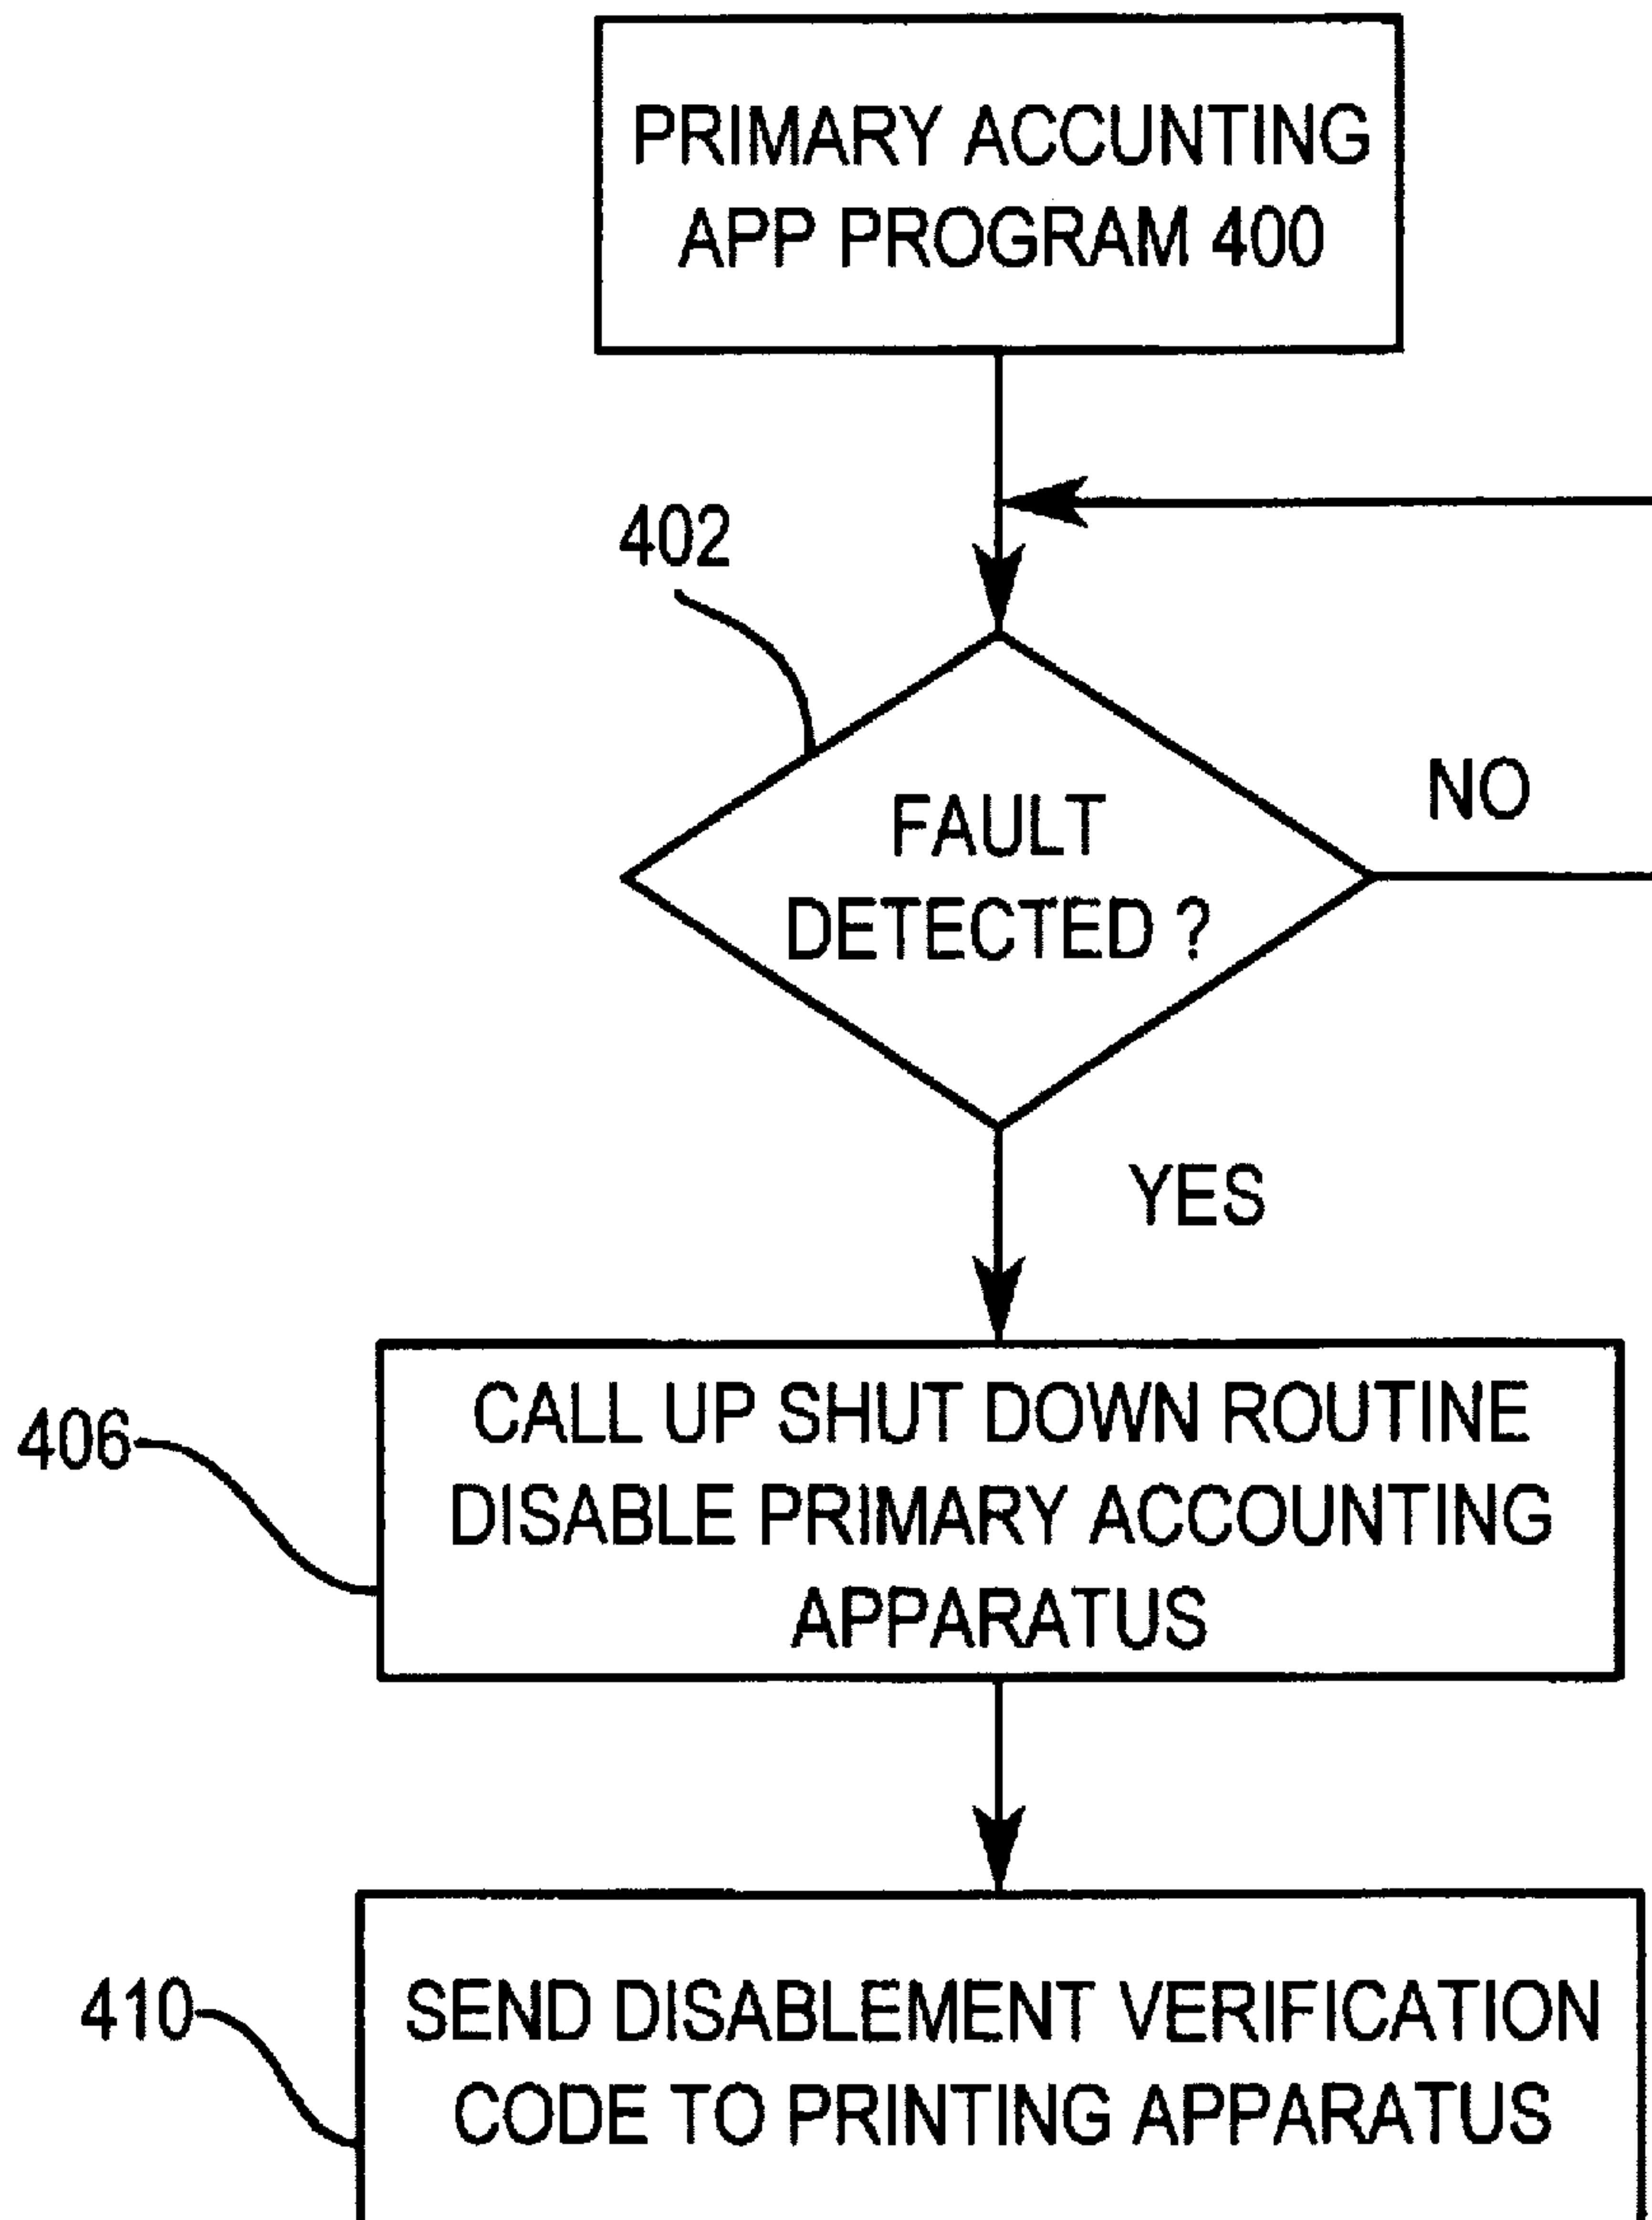 PRIMARY ACCUNTING
APP PROGRAM 400
402
FAULT
DETECTED ?
NO
YES
406
CALL UP SHUT DOWN ROUTINE
DISABLE PRIMARY ACCOUNTING
APPARATUS
410
SEND DISABLEMENT VERIFICATION
CODE TO PRINTING APPARATUS